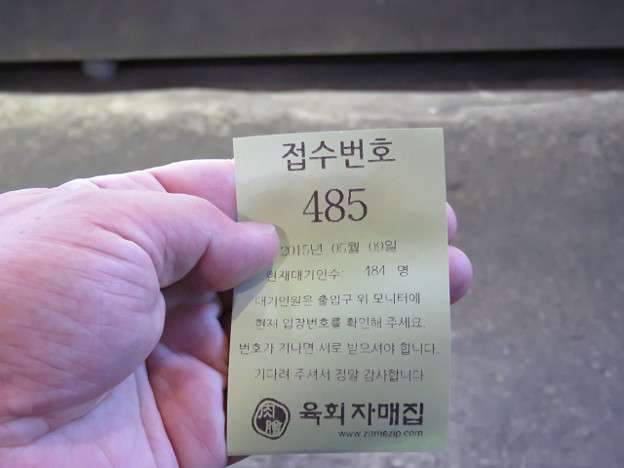 접수번호
485
2015년 05월 09일
현재대기인수: 484 명
대기인원은 출입구 위 모니터에
현재 입장번호를 확인해 주세요.
번호가 지나면 새로 받으셔야 합니다.
기다려 주셔서 정말 감사합니다
肉膾 육회자매집
www.zamezip.com